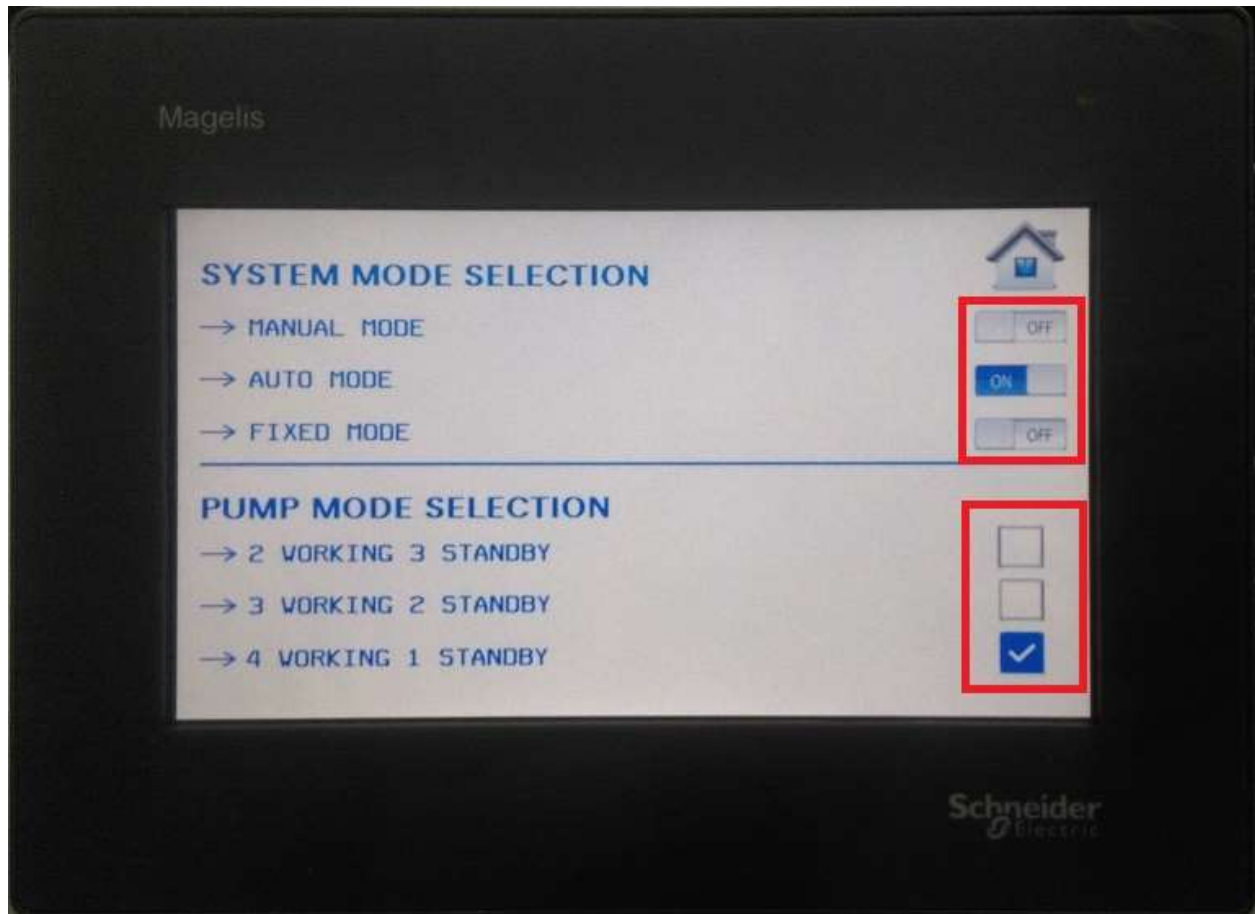 Magelis
SYSTEM MODE SELECTION
→ MANUAL MODE
OFF
→ AUTO MODE
ON
→ FIXED MODE
OFF
PUMP MODE SELECTION
→ 2 WORKING 3 STANDBY
→ 3 WORKING 2 STANDBY
→ 4 WORKING 1 STANDBY
Schneider
Electric